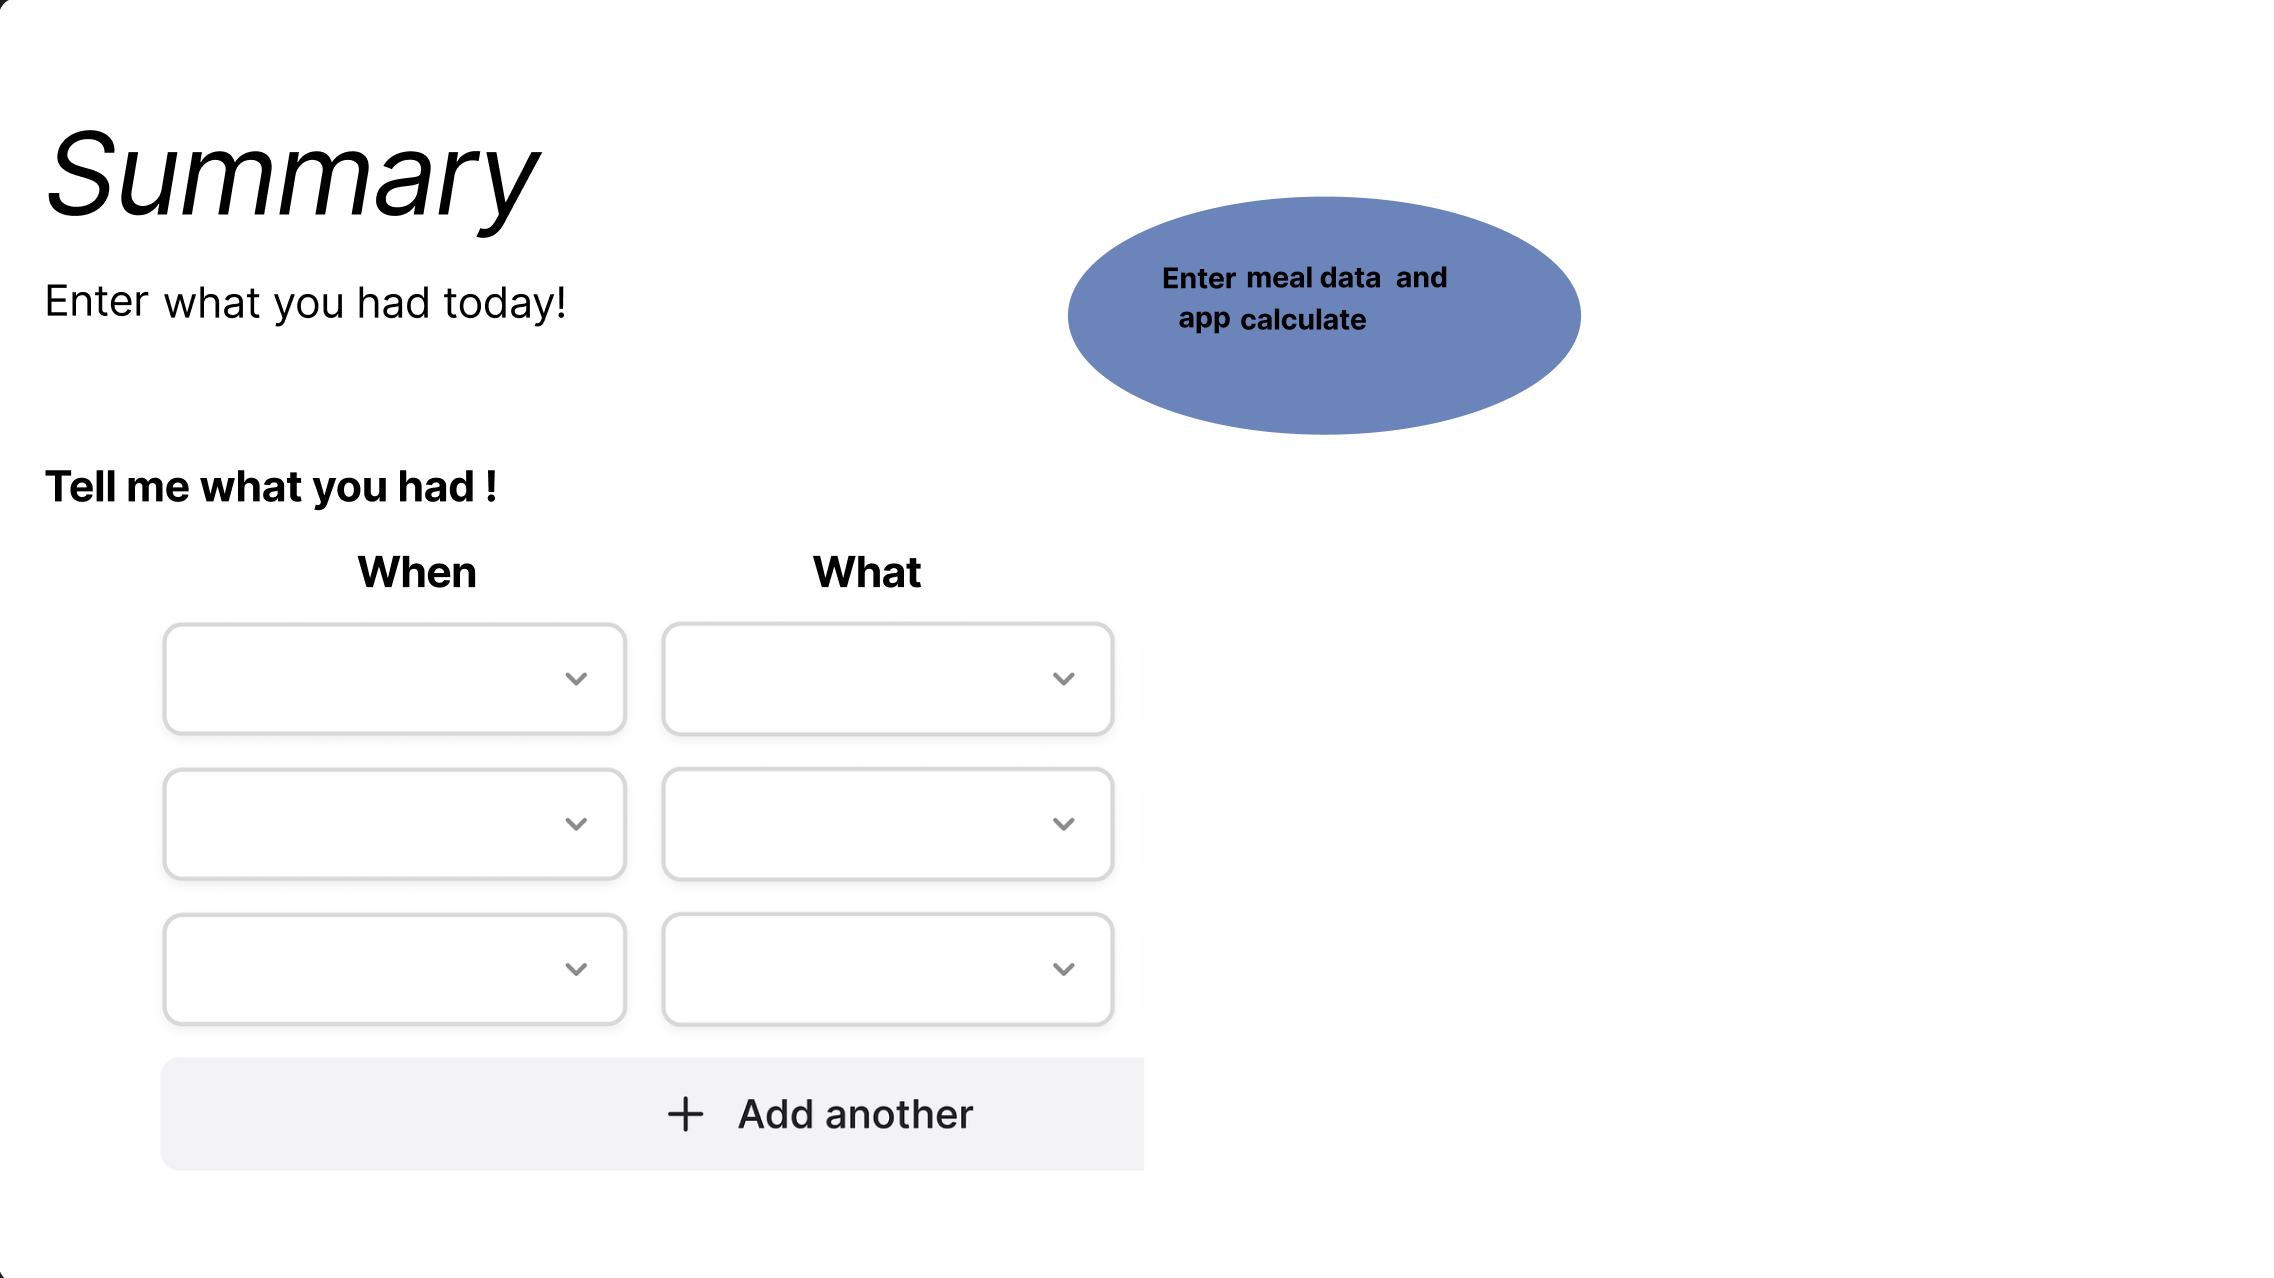 Summary
Enter what you had today!
Enter meal data and
app calculate
Tell me what you had !
When What
Add another